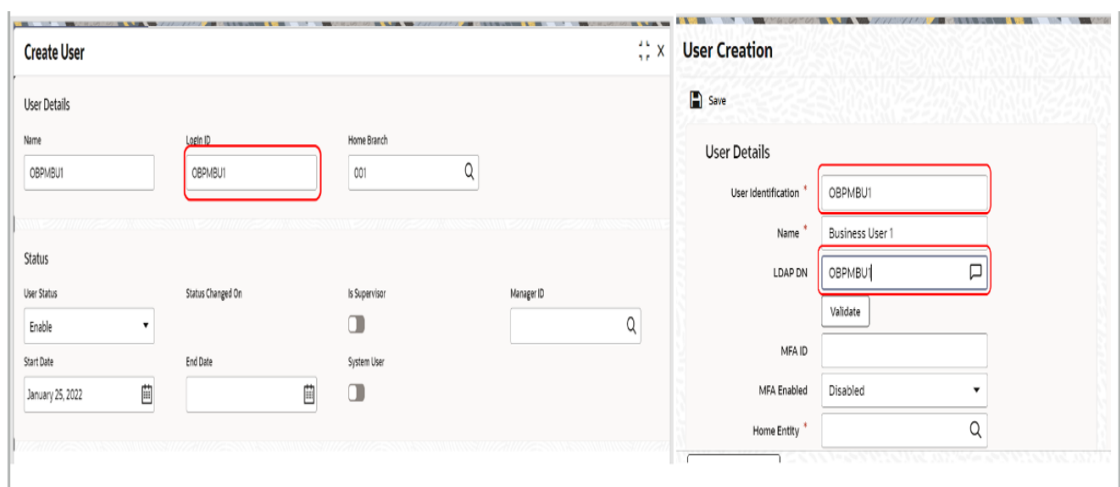 Create User
User Details
Name Login ID Home Branch
OBPMBU1 OBPMBU1 001
Status
User Status Status Changed On Is Supervisor Manager ID
Enable
Start Date End Date System User
January 25, 2022
User Creation
Save
User Details
User Identification * OBPMBU1
Name * Business User 1
LDAP DN OBPMBU1
Validate
MFA ID
MFA Enabled Disabled
Home Entity *